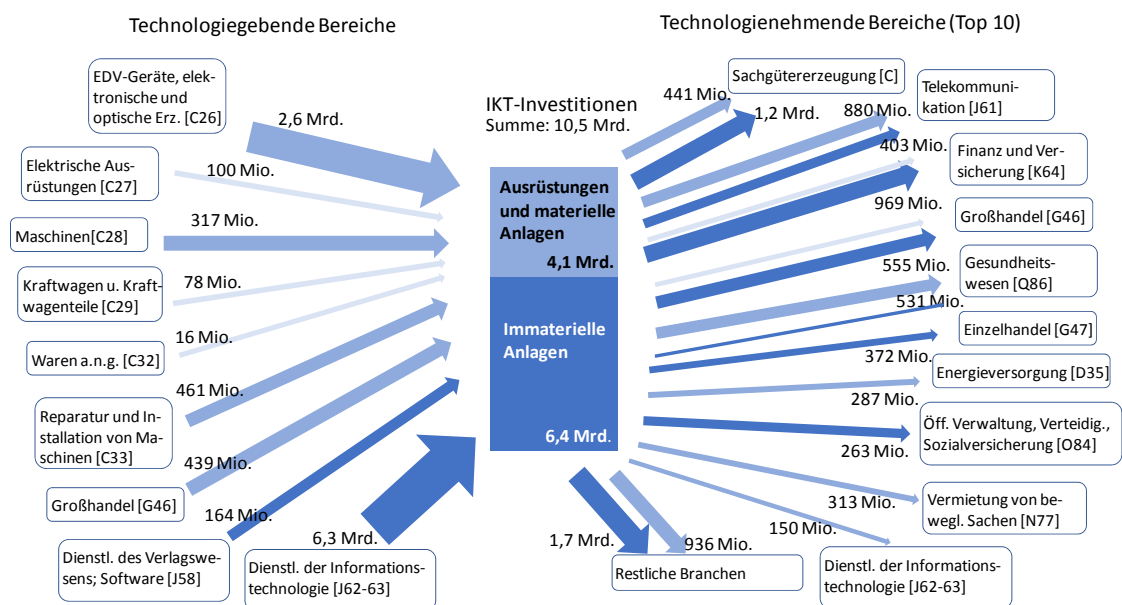 Technologiegebende Bereiche
EDV-Geräte, elek-
tronische und
optische Erz. [C26]
2,6 Mrd.
Elektrische Aus-
rüstungen [C27]
100 Mio.
Maschinen[C28]
317 Mio.
Kraftwagen u. Kraft-
wagenteile [C29]
78 Mio.
Waren a.n.g. [C32]
16 Mio.
Reparatur und In-
stallation von Ma-
schinen [C33]
461 Mio.
Großhandel [G46]
439 Mio.
Dienstl. des Verlagswe-
sens; Software [J58]
164 Mio.
Dienstl. der Informations-
technologie [J62-63]
6,3 Mrd.
IKT-Investitionen
Summe: 10,5 Mrd.
Ausrüstungen
und materielle
Anlagen
4,1 Mrd.
Immaterielle
Anlagen
6,4 Mrd.
Technologienehmende Bereiche (Top 10)
Sachgütererzeugung [C]
441 Mio.
1,2 Mrd.
Telekommuni-
kation [J61]
880 Mio.
403 Mio.
Finanz und Ver-
sicherung [K64]
969 Mio.
Großhandel [G46]
555 Mio.
Gesundheits-
wesen [Q86]
531 Mio.
Einzelhandel [G47]
372 Mio.
Energieversorgung [D35]
287 Mio.
Öff. Verwaltung, Verteidig.,
Sozialversicherung [O84]
263 Mio.
Vermietung von be-
wegl. Sachen [N77]
313 Mio.
Dienstl. der Informations-
technologie [J62-63]
150 Mio.
Restliche Branchen
1,7 Mrd.
936 Mio.